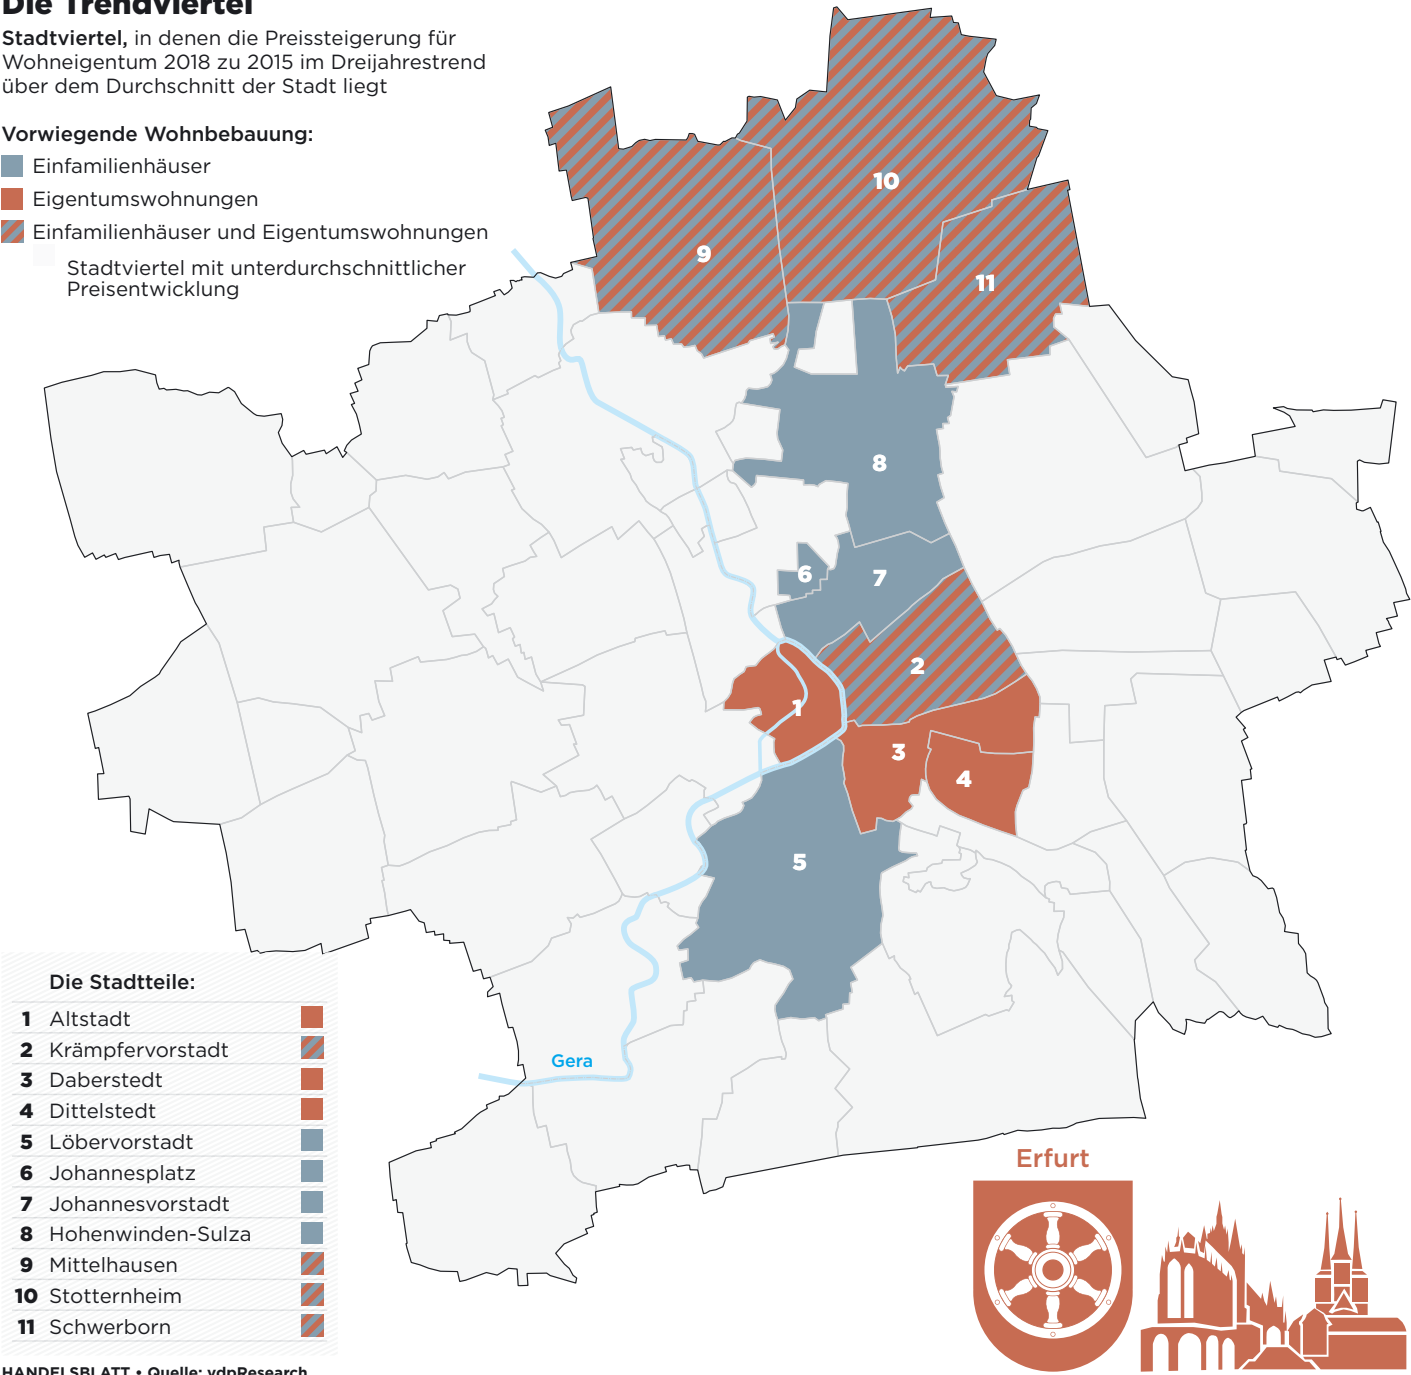 Die Trendviertel
Stadtviertel, in denen die Preissteigerung für
Wohneigentum 2018 zu 2015 im Dreijahrestrend
über dem Durchschnitt der Stadt liegt
Vorwiegende Wohnbebauung:
Einfamilienhäuser
Eigentumswohnungen
Einfamilienhäuser und Eigentumswohnungen
Stadtviertel mit unterdurchschnittlicher
Preisentwicklung
10
9
11
8
6
7
2
1
3
4
5
Gera
Die Stadtteile:
1 Altstadt
2 Krämpfervorstadt
3 Daberstedt
4 Dittelstedt
5 Löbervorstadt
6 Johannesplatz
7 Johannesvorstadt
8 Hohenwinden-Sulza
9 Mittelhausen
10 Stotternheim
11 Schwerborn
Erfurt
HANDELSBLATT • Quelle: vdpResearch